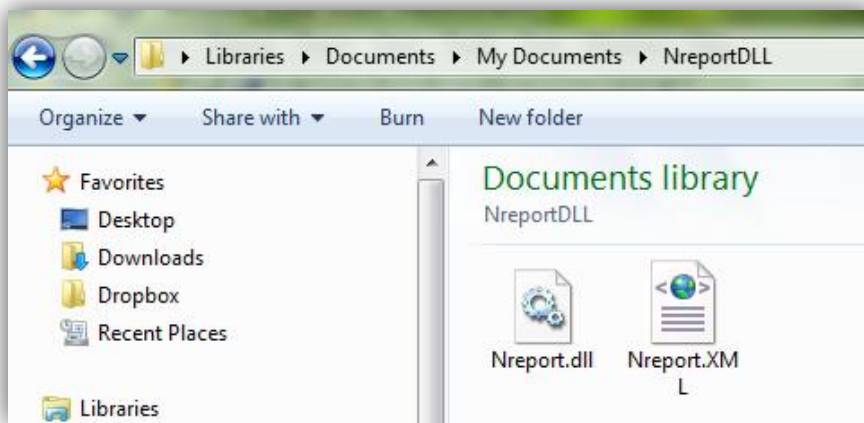 Libraries Documents My Documents NreportDLL
Organize Share with Burn New folder
Favorites
Desktop
Downloads
Dropbox
Recent Places
Libraries
Documents library
NreportDLL
Nreport.dll
Nreport.XM
L